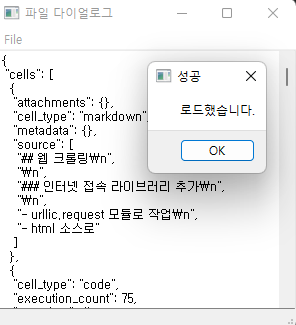 파일 다이얼로그
File
성공
로드했습니다.
OK
{
"cells": [
{
"attachments": {},
"cell_type": "markdown",
"metadata": {},
"source": [
"## 웹 크롤링₩n",
"₩n",
"### 인터넷 접속 라이브러리 추가₩n",
"₩n",
"- urllic,request 모듈로 작업₩n",
"- html 소스로"
]
},
{
"cell_type": "code",
"execution_count": 75,